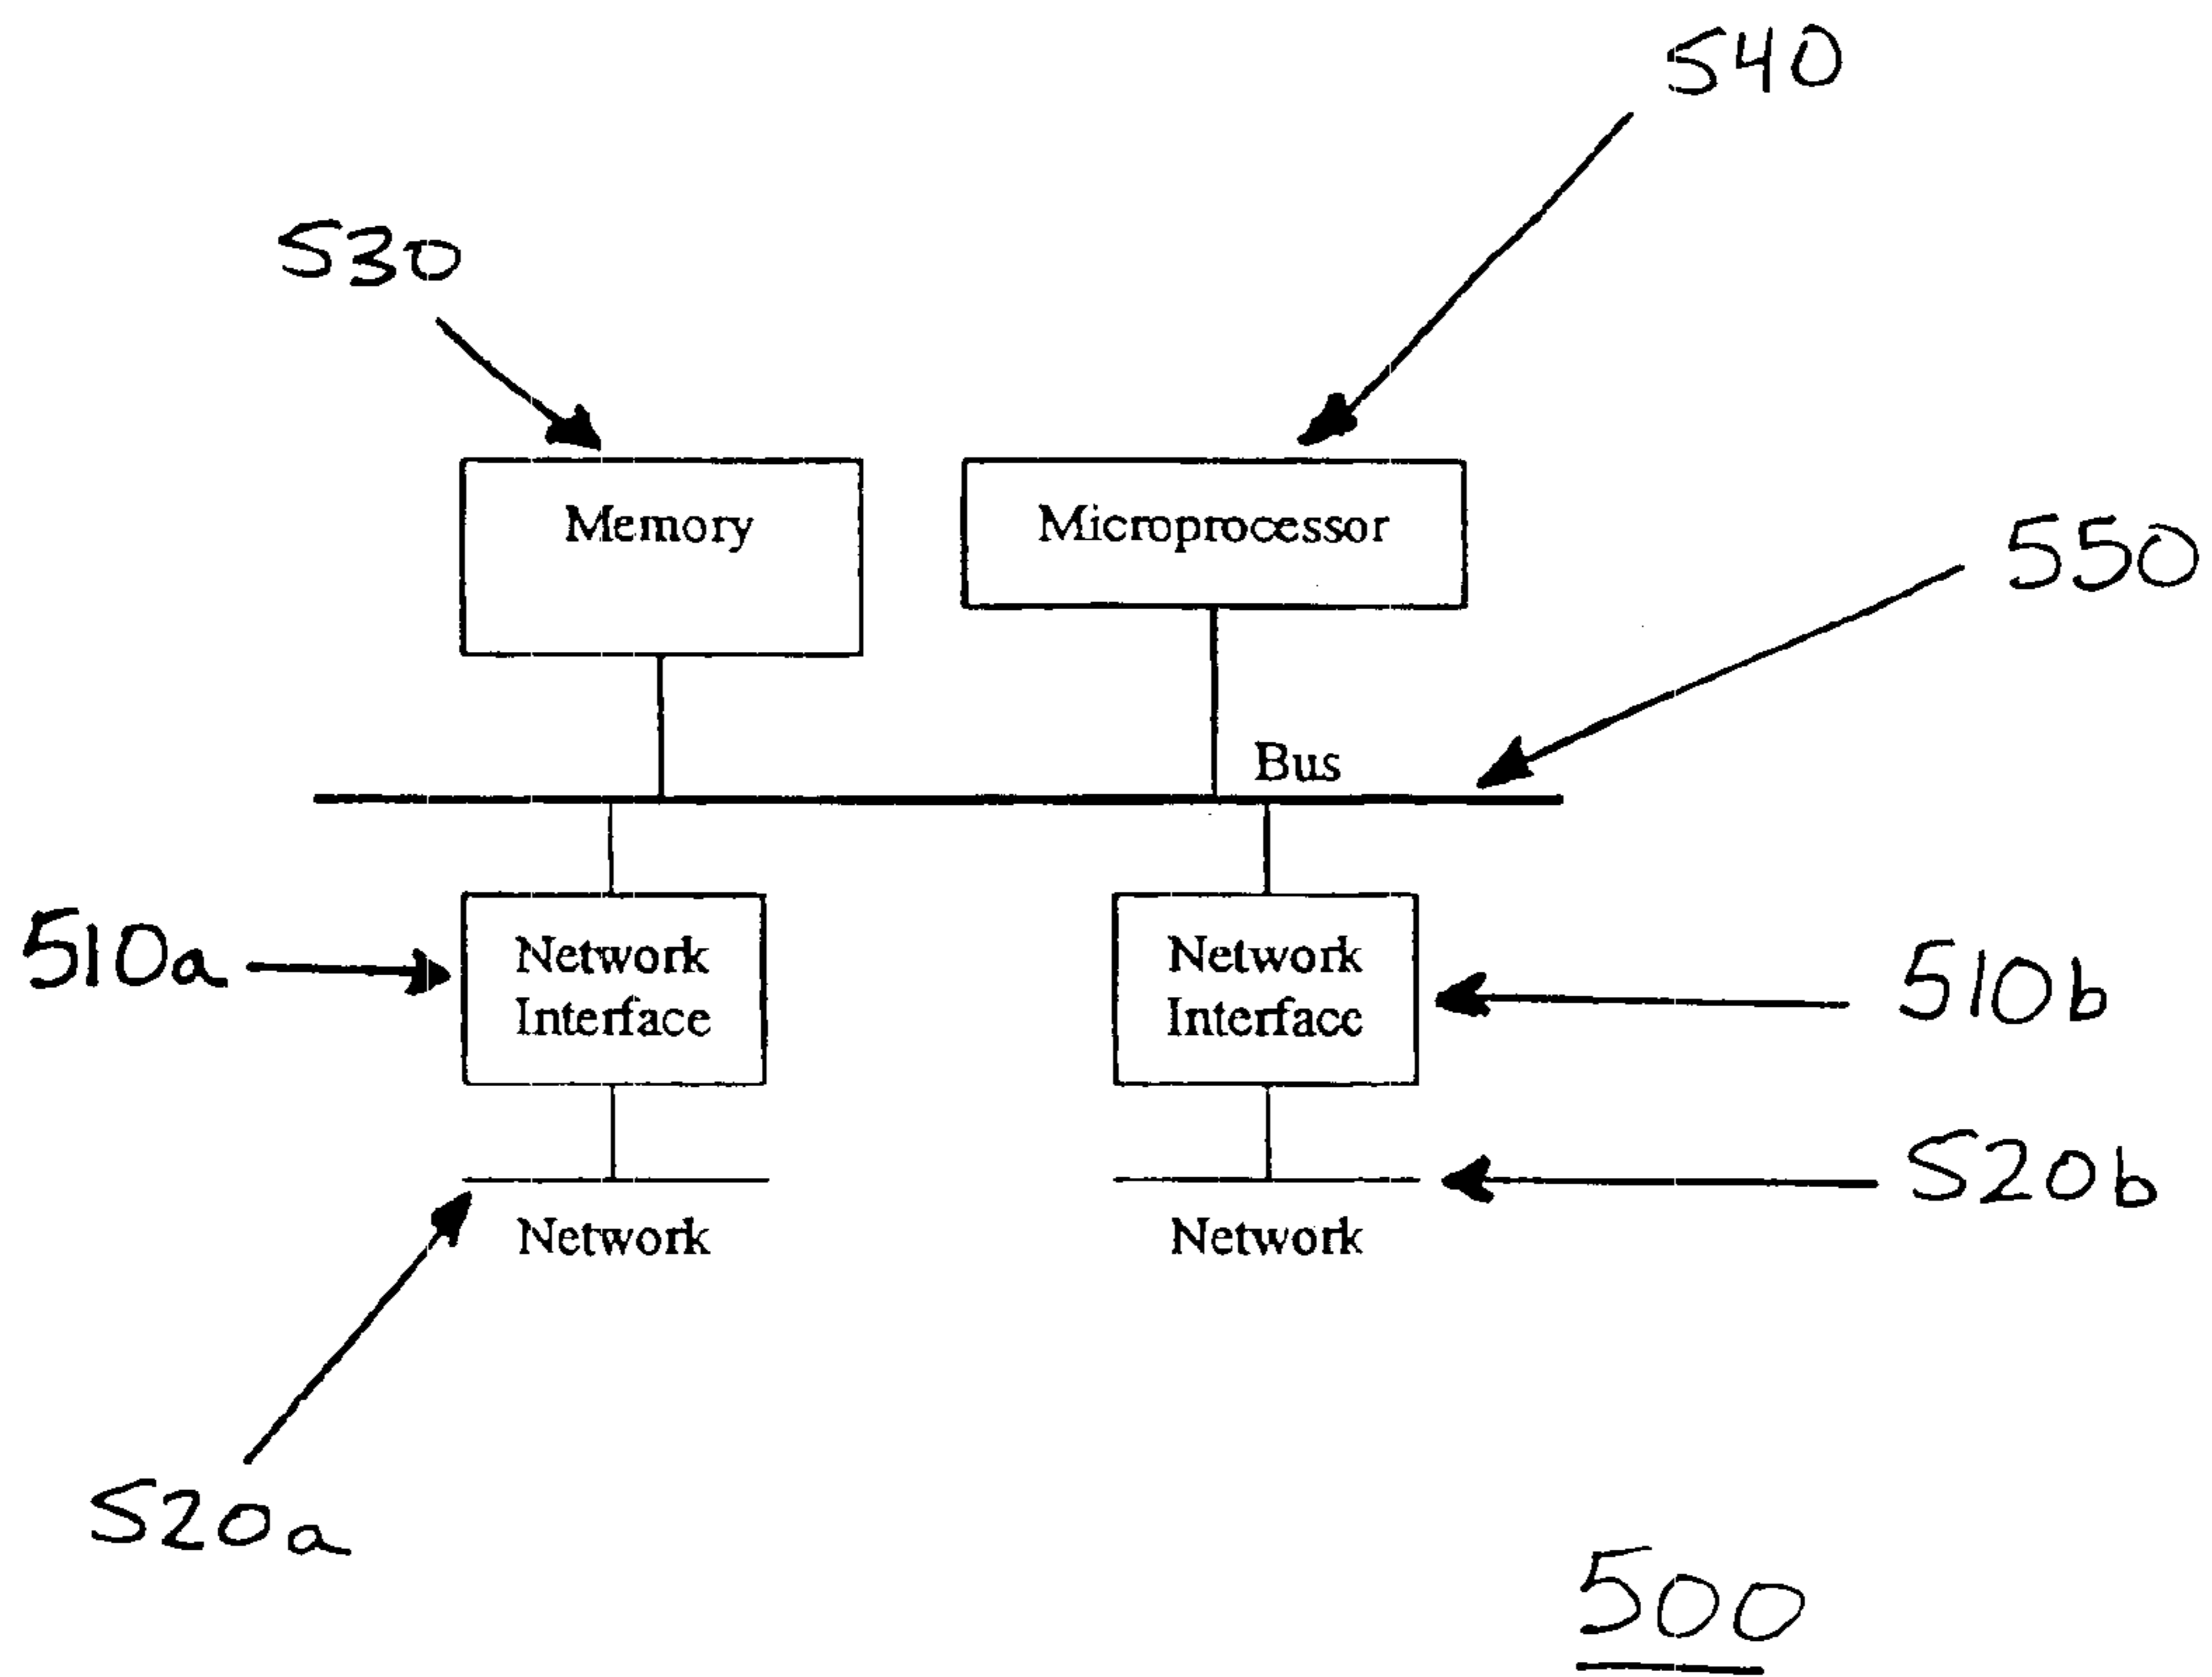 540
530
Memory
Microprocessor
550
Bus
510a
Network
Interface
Network
Interface
510b
520b
Network
Network
520a
500